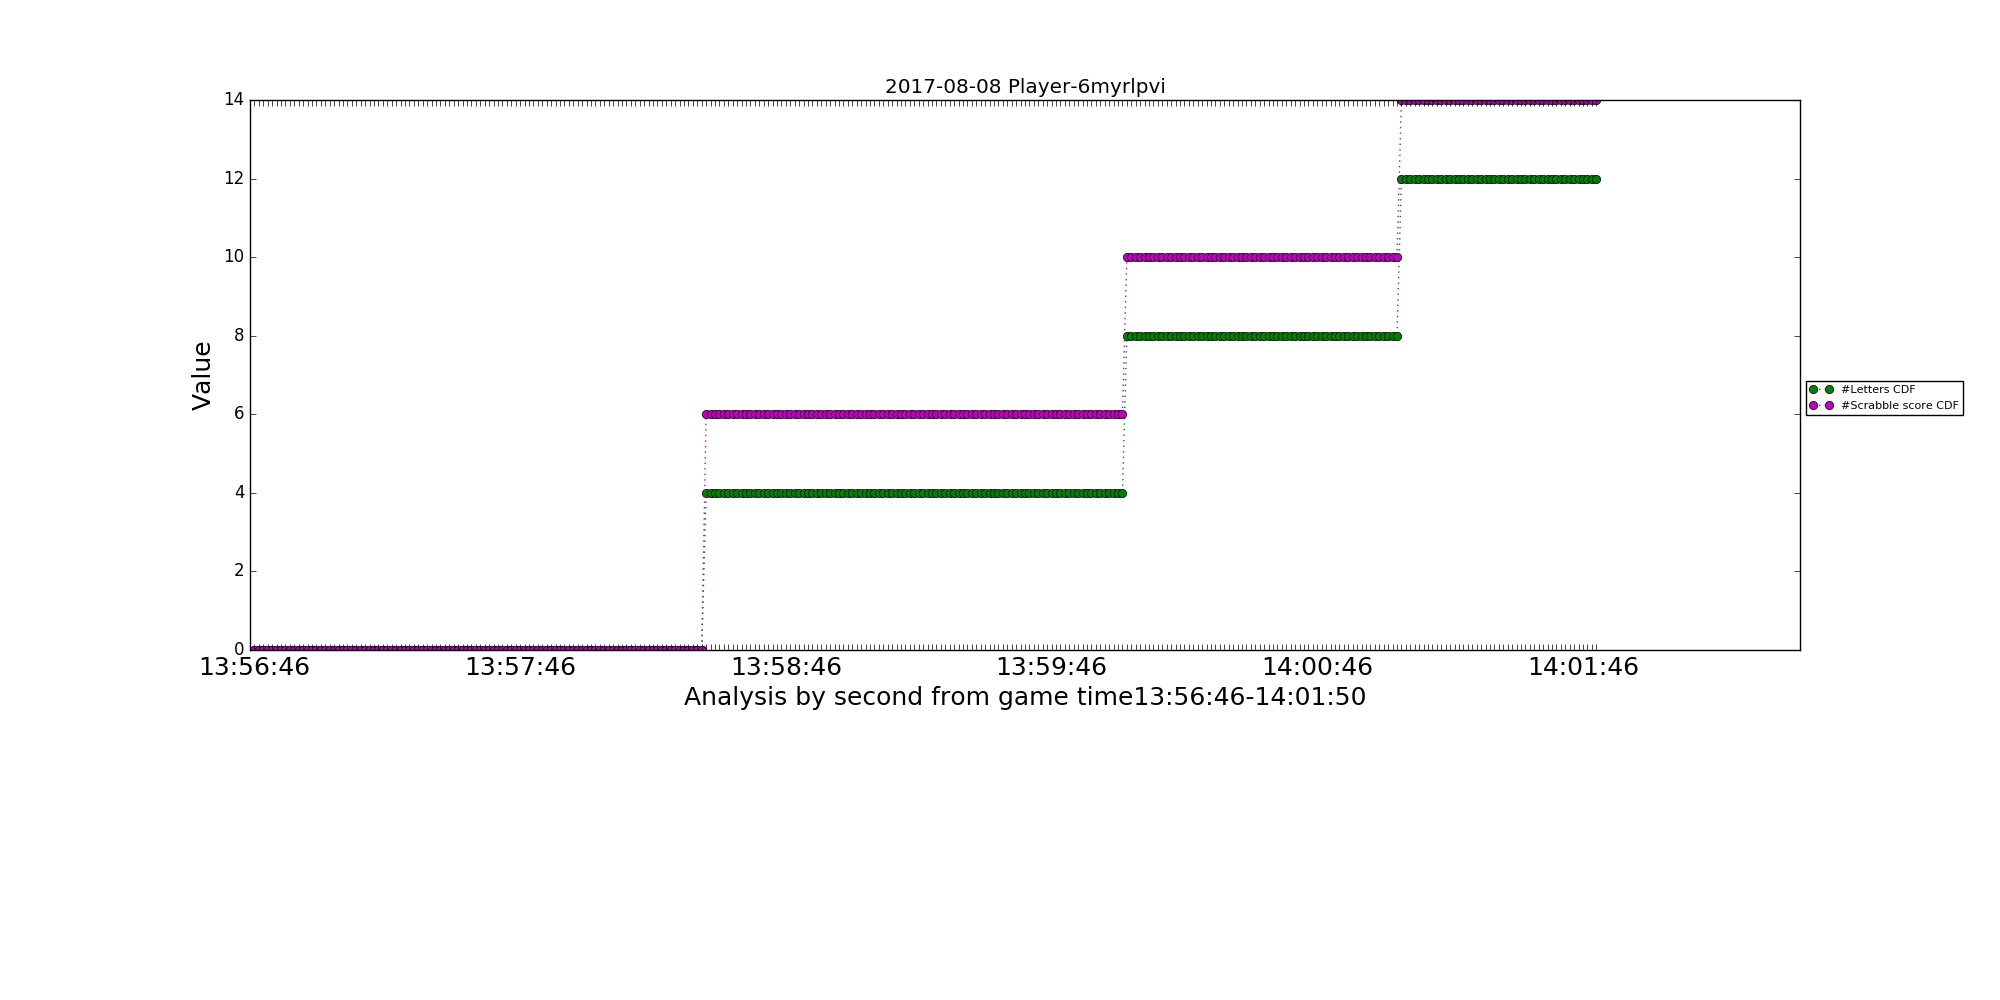 2017-08-08 Player-6myrlpvi
14
12
10
8
6
4
2
0
Value
13:56:46 13:57:46 13:58:46 13:59:46 14:00:46 14:01:46
Analysis by second from game time13:56:46-14:01:50
#Letters CDF
#Scrabble score CDF